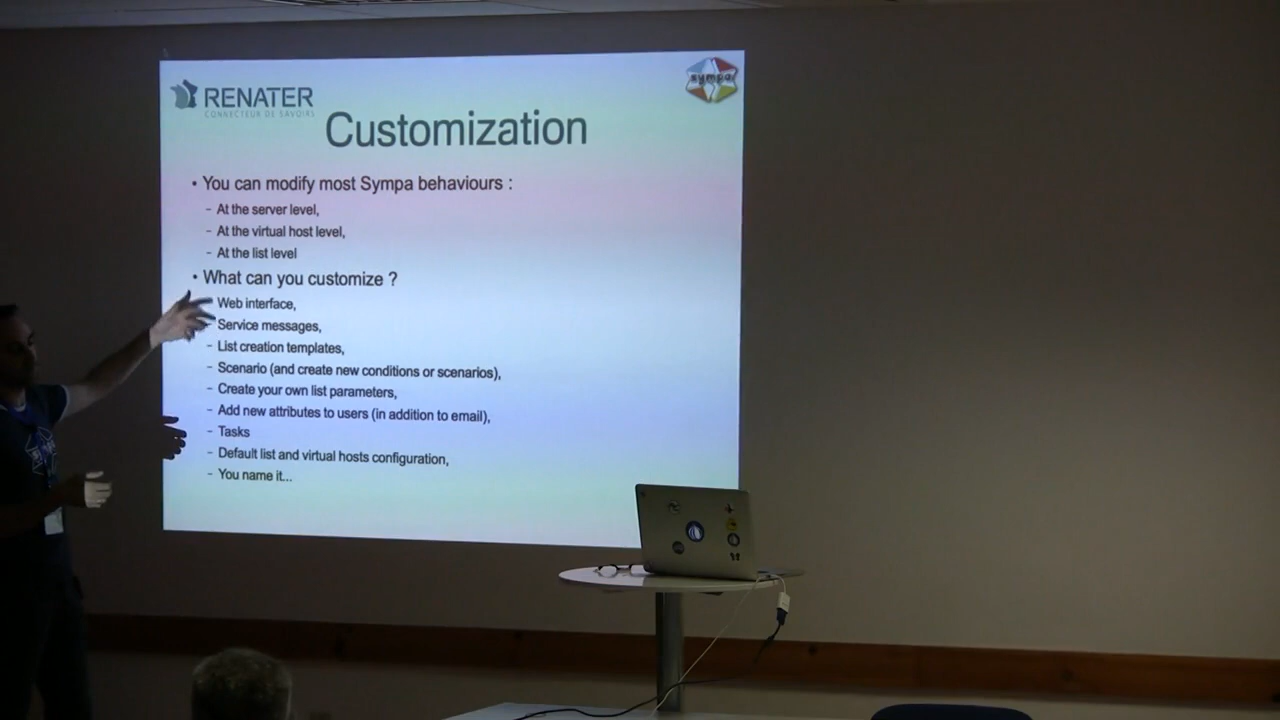 RENATER
CONNECTEUR DE SAVOIRS
sympa
Customization
• You can modify most Sympa behaviours :
– At the server level,
– At the virtual host level,
– At the list level
• What can you customize ?
Web interface,
– Service messages,
– List creation templates,
– Scenario (and create new conditions or scenarios),
– Create your own list parameters,
– Add new attributes to users (in addition to email),
– Tasks
– Default list and virtual hosts configuration,
– You name it...